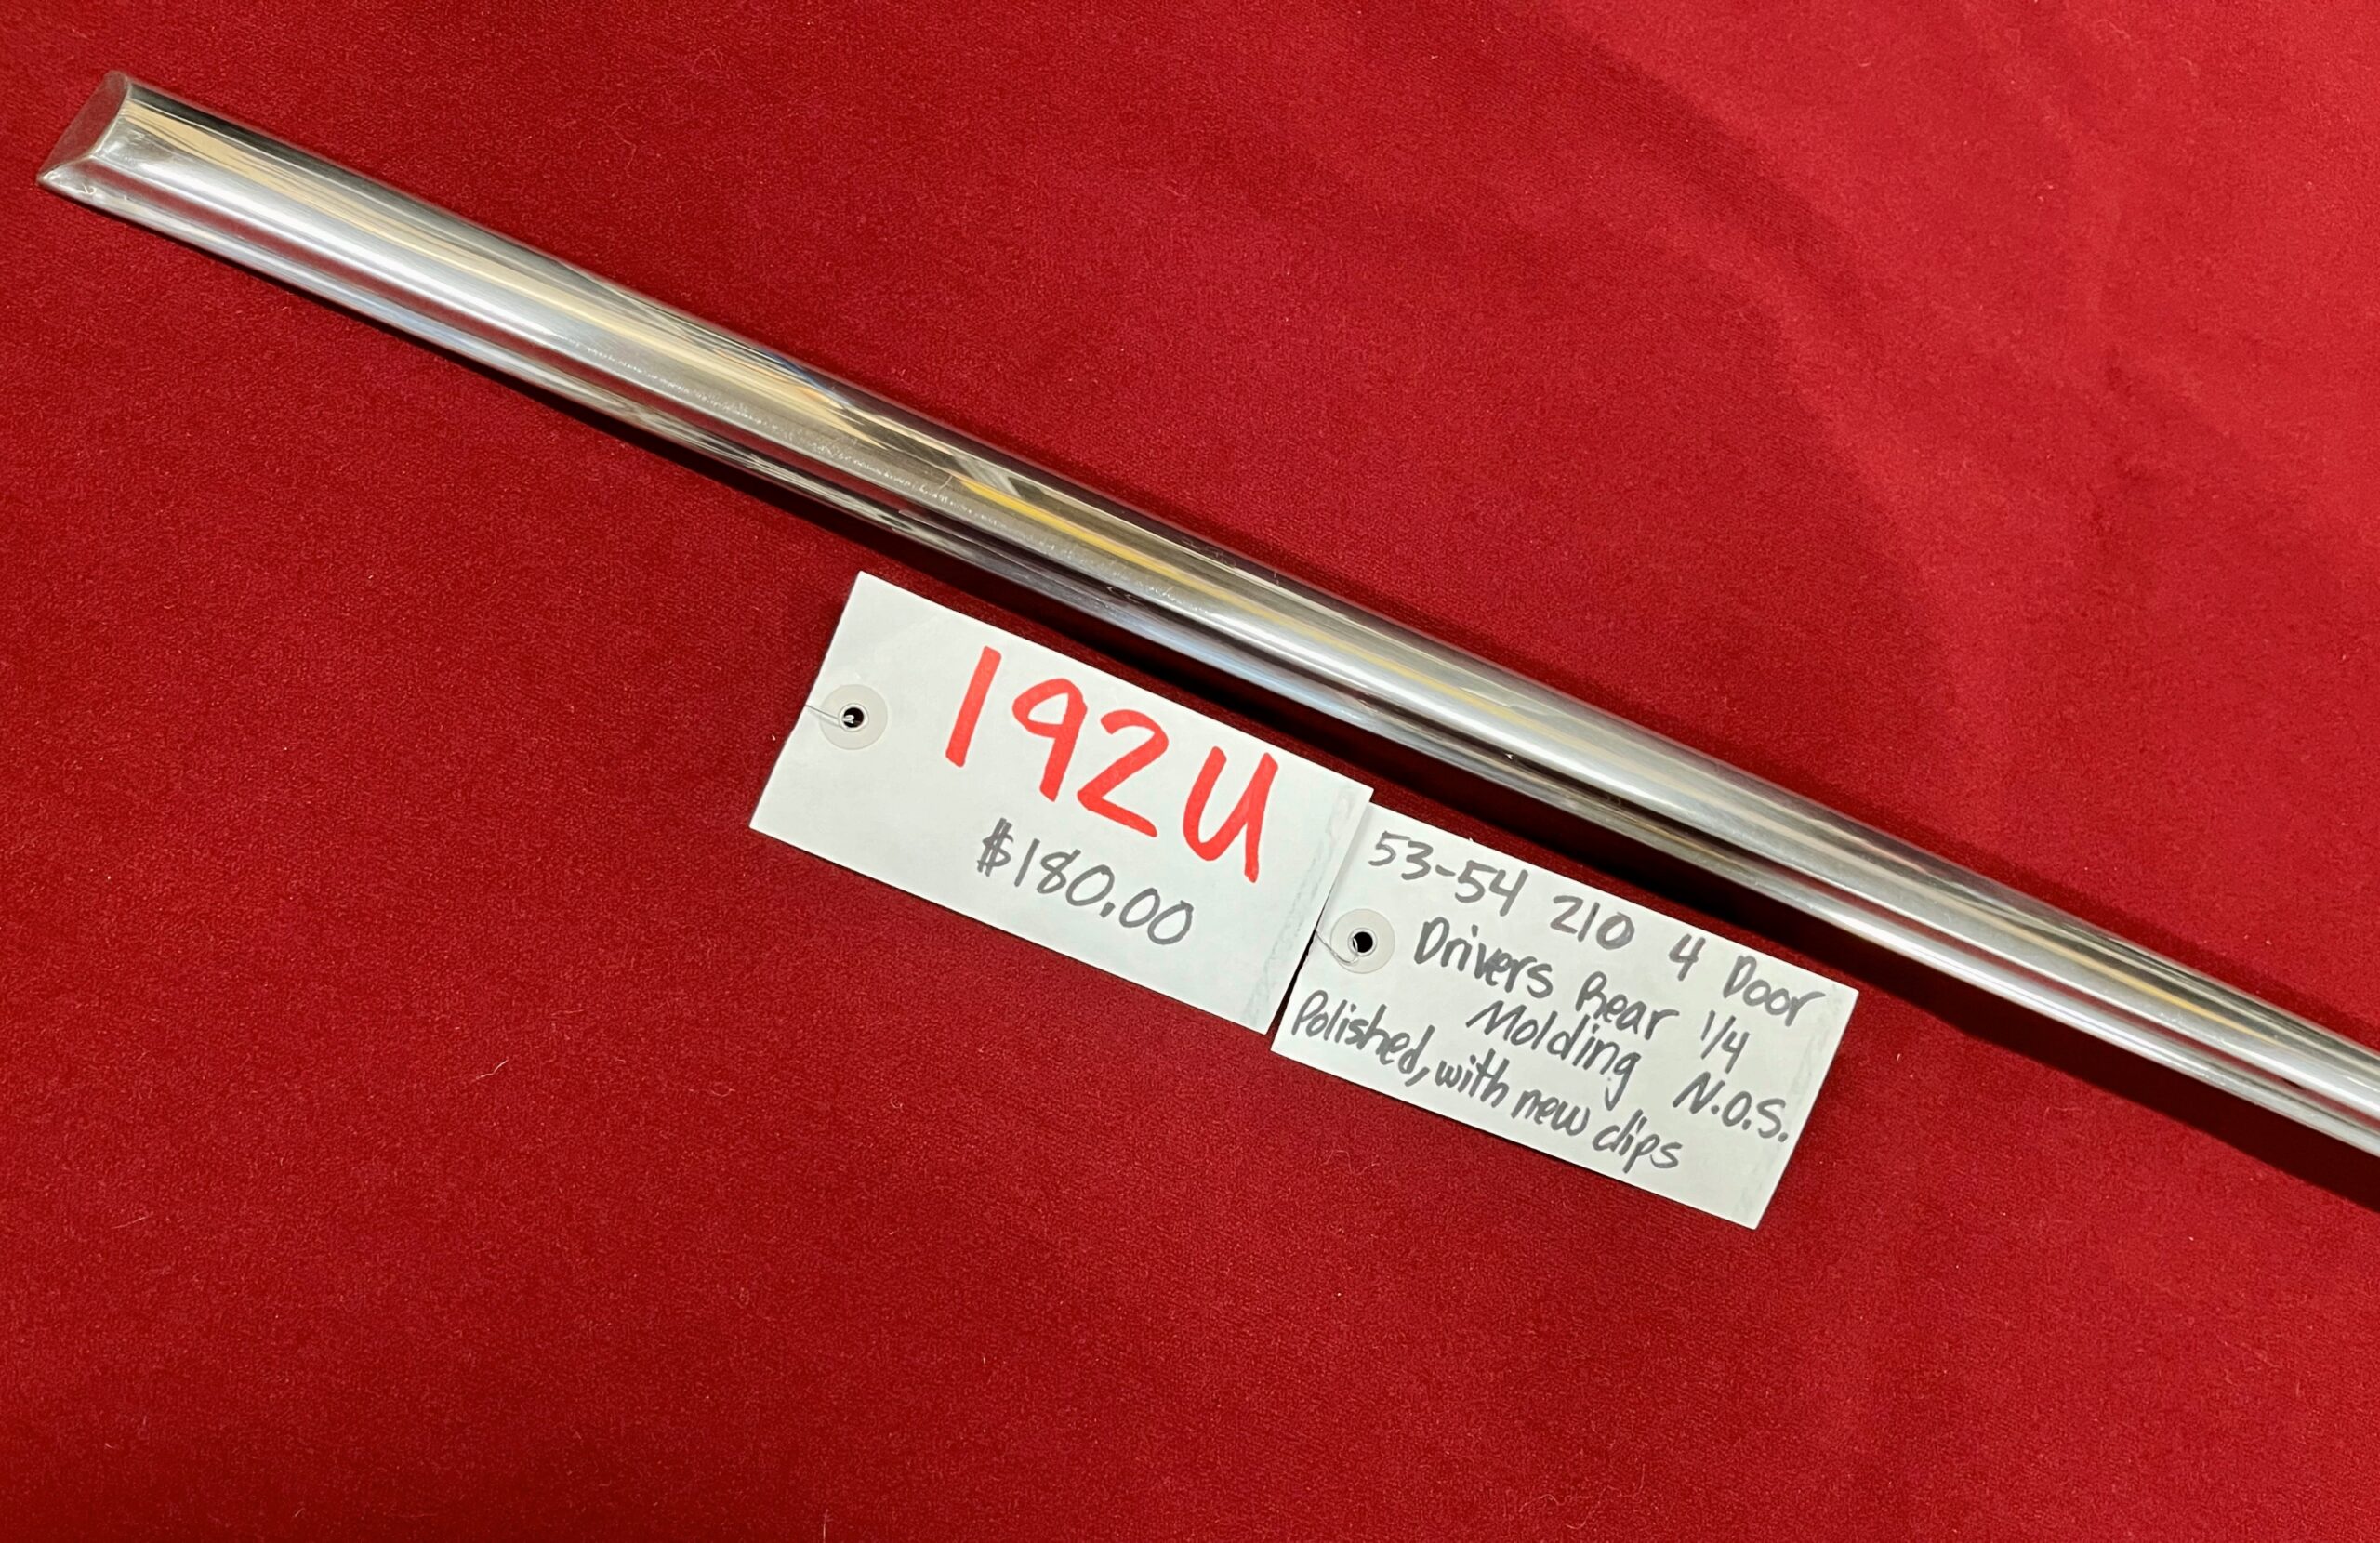 192U
$180.00
53-54 210 4 Door
Drivers Rear 1/4
Molding N.O.S.
Polished, with new clips